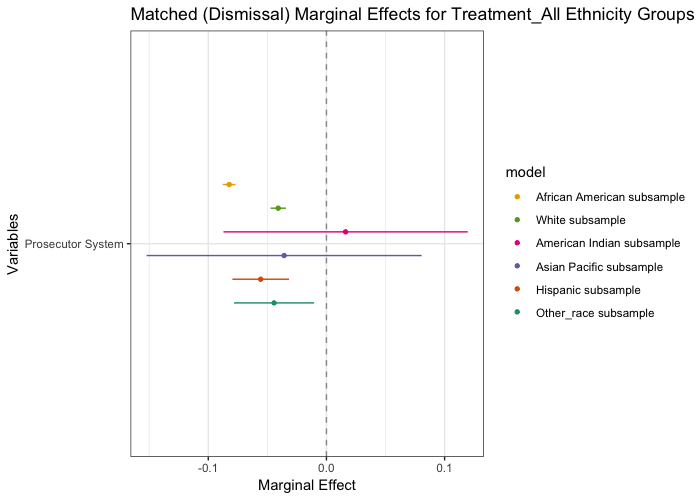 Matched (Dismissal) Marginal Effects for Treatment_All Ethnicity Groups
Variables
Prosecutor System
-0.1
0.0
0.1
Marginal Effect
model
African American subsample
White subsample
American Indian subsample
Asian Pacific subsample
Hispanic subsample
Other_race subsample